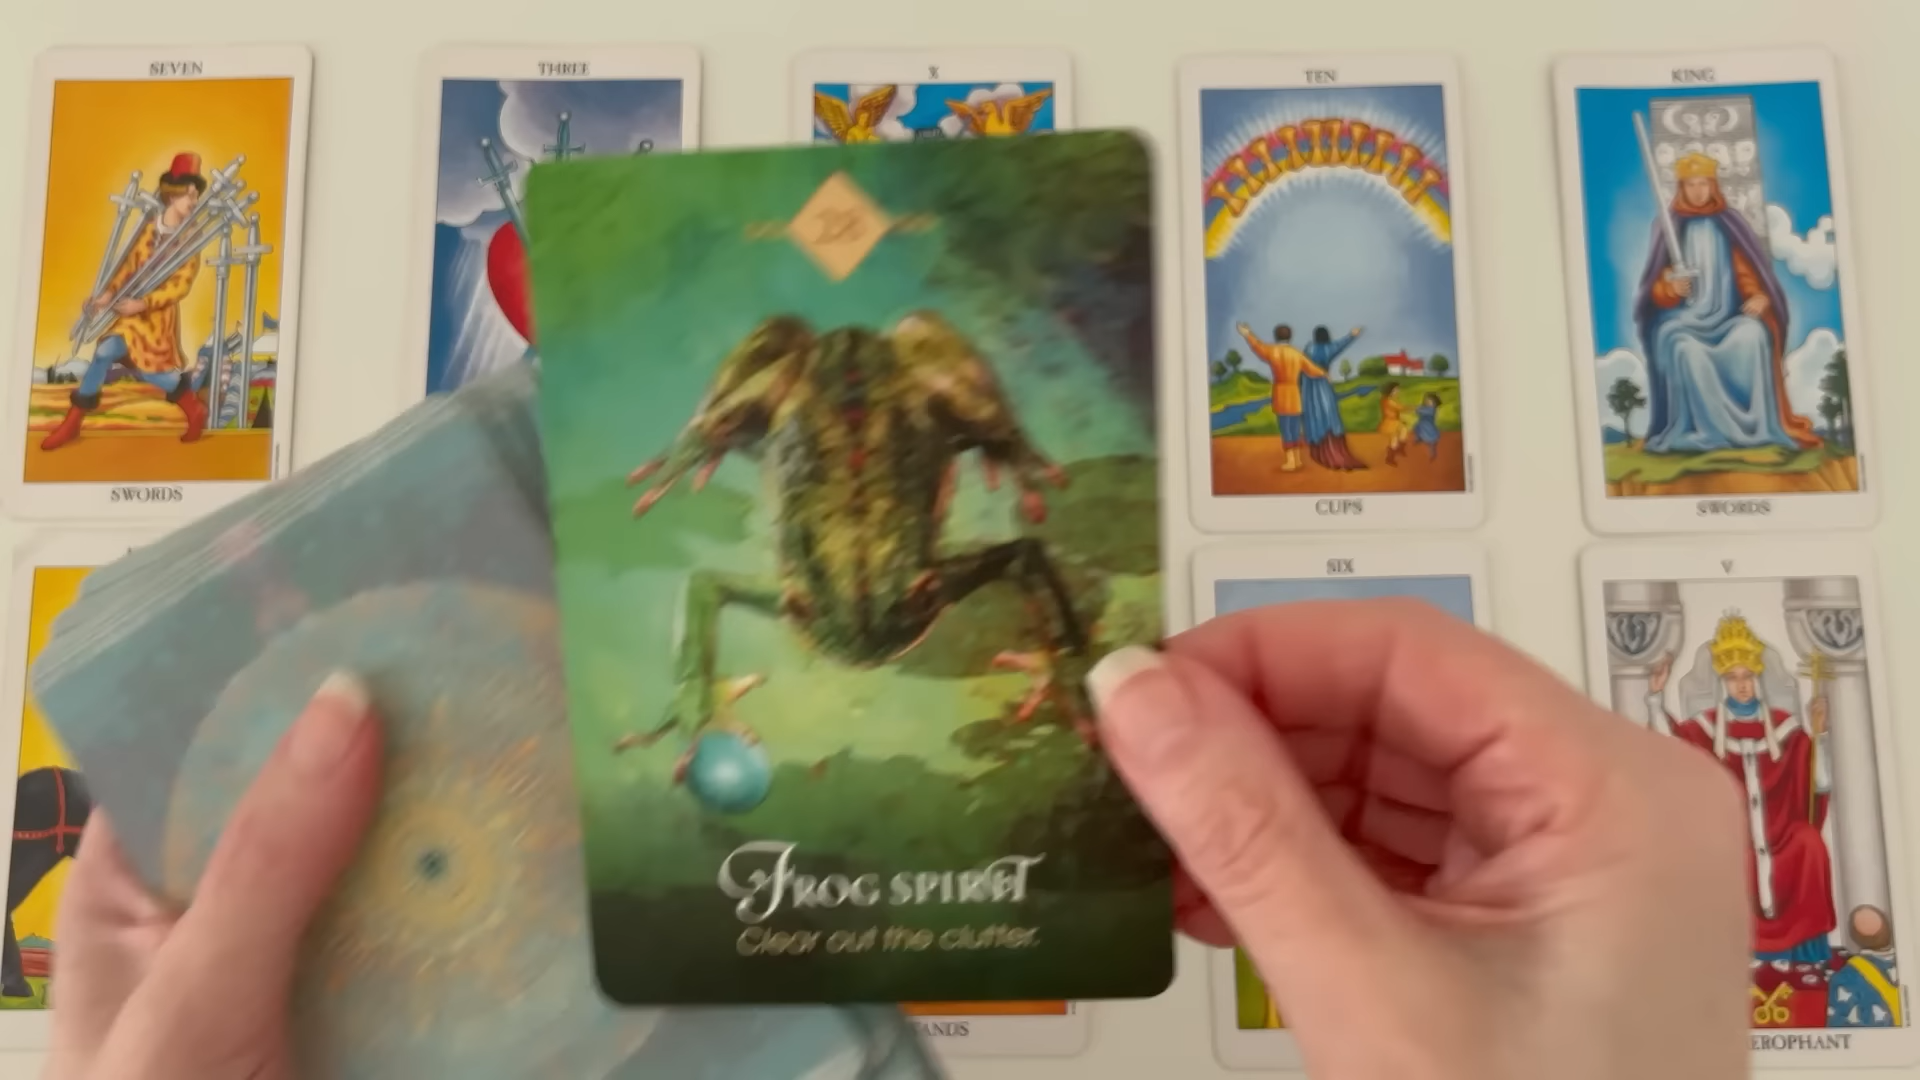 SEVEN
THREE
X
TEN
KING
SWORDS
CUPS
SWORDS
SIX
V
FROG SPIRIT
Clear out the clutter.
ANDS
EROPHANT